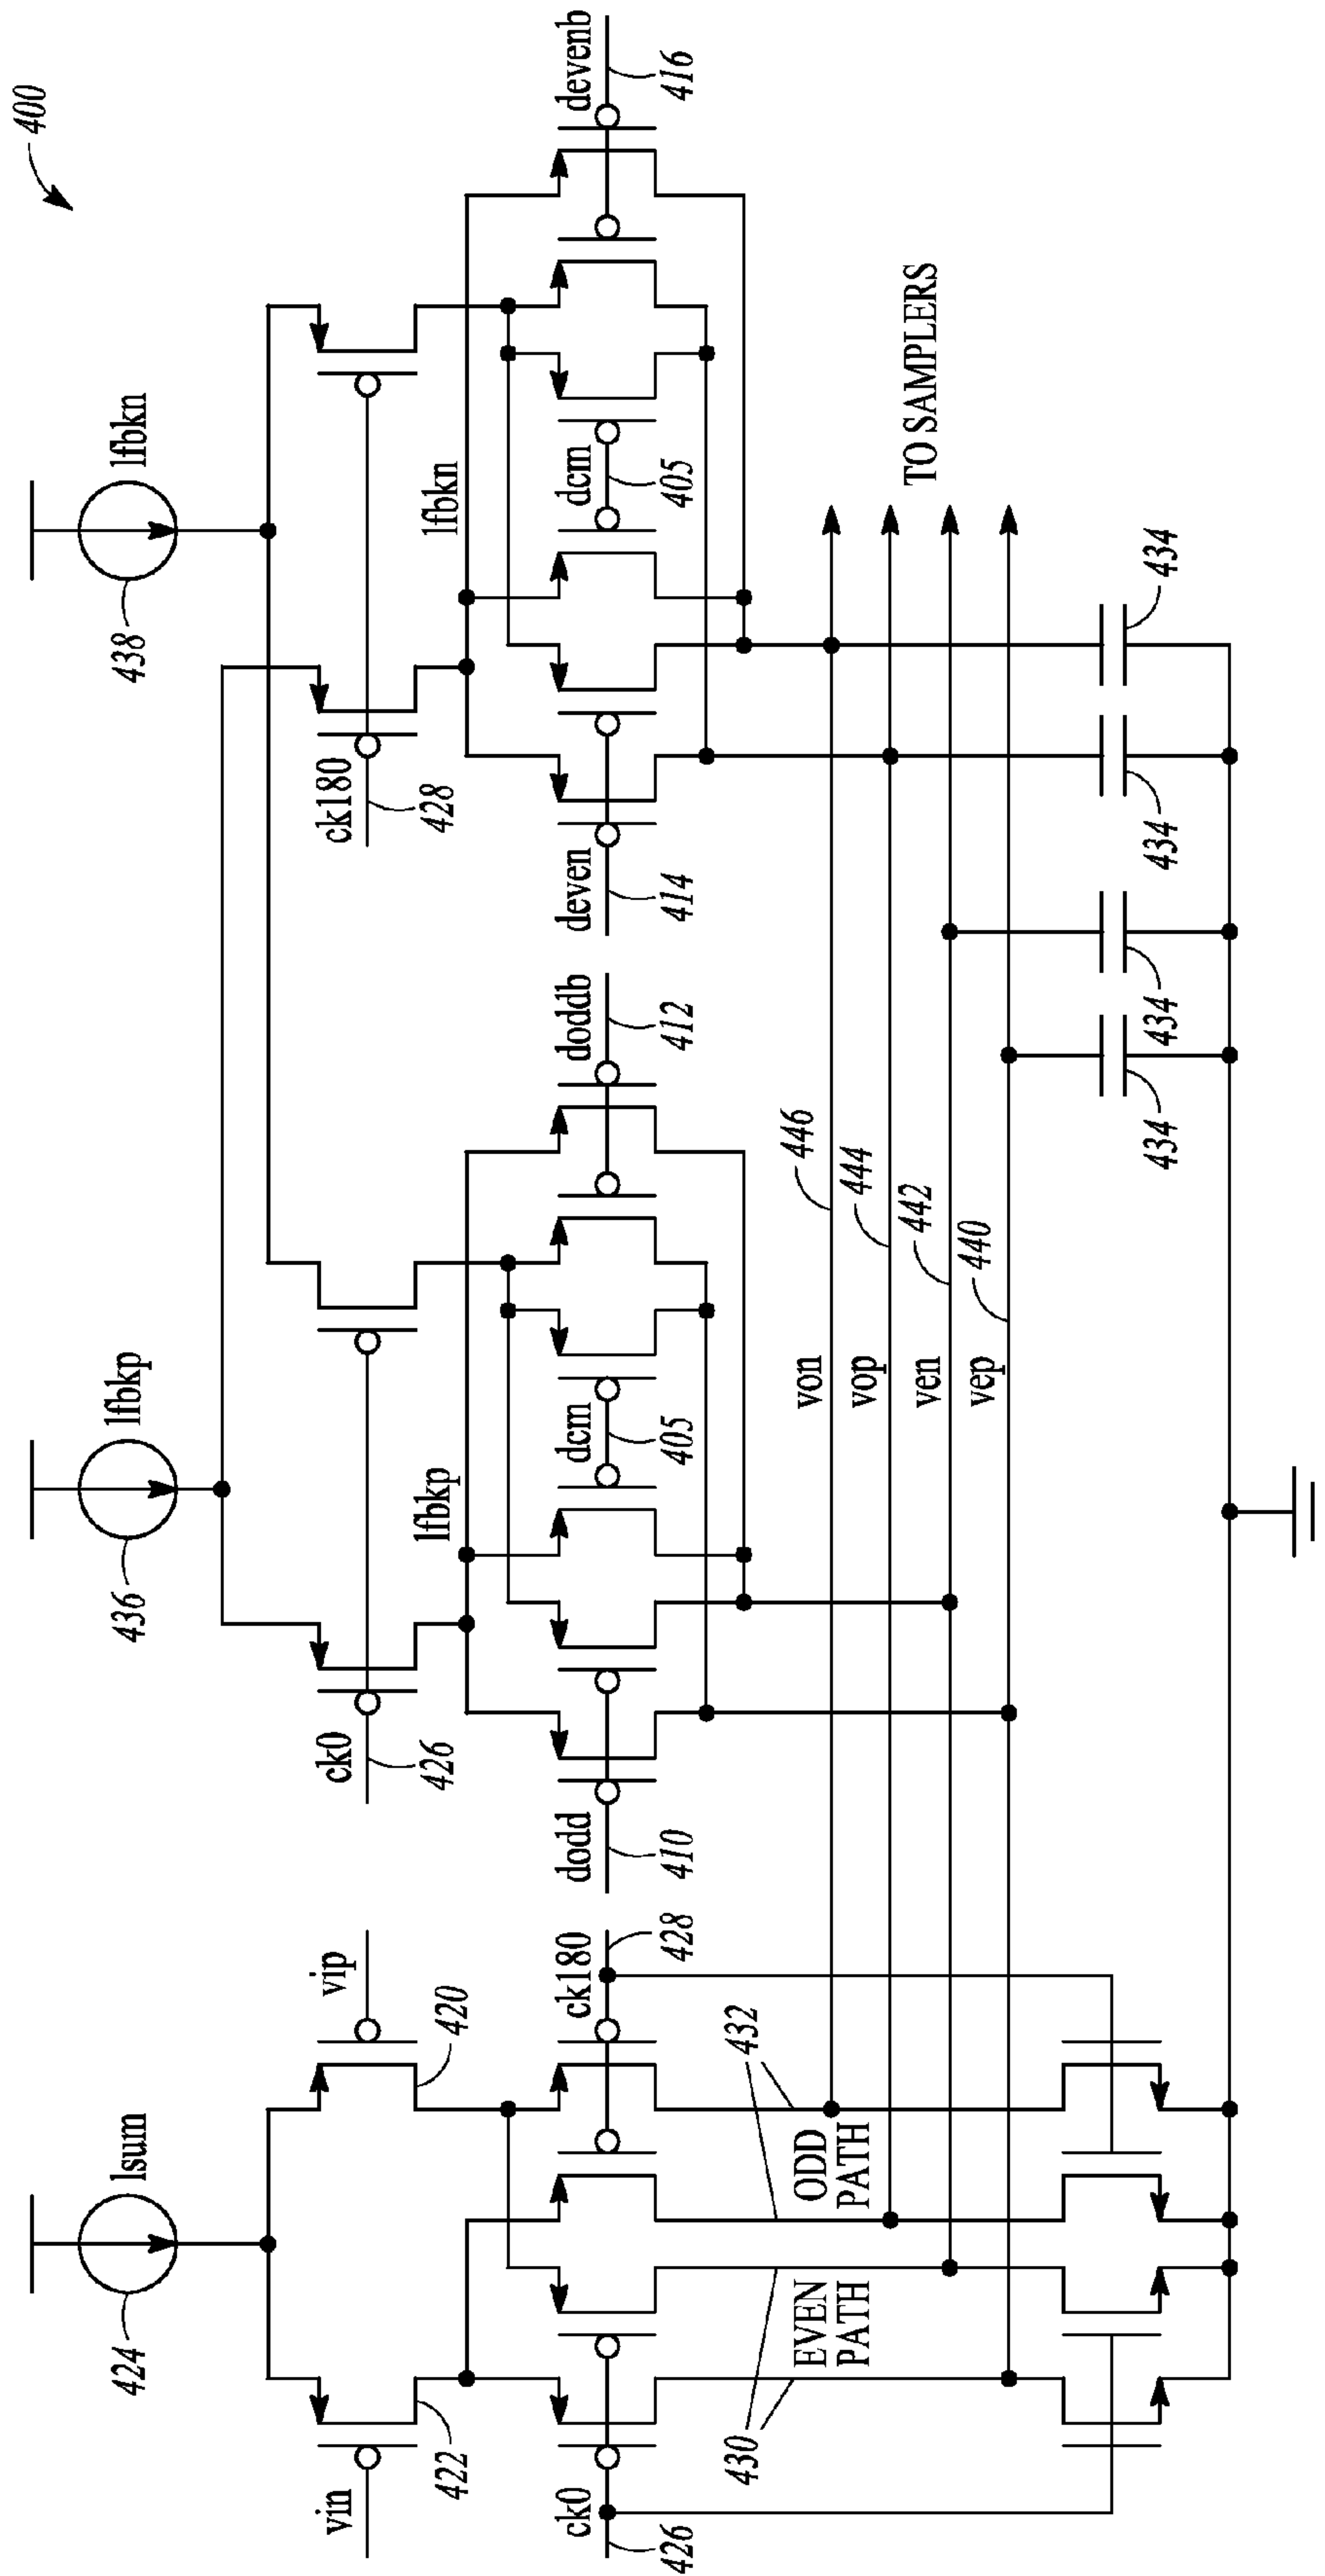 400
424
lsum
436
lfbkp
438
lfbkn
vin
422
vip
420
ck0
426
ck180
428
ck0
426
ck180
428
lfbkp
lfbkn
dodd
410
dcm
405
doddb
412
deven
414
dcm
405
devenb
416
430
EVEN
PATH
ODD
PATH
432
von
446
vop
444
ven
442
vep
440
TO SAMPLERS
434
434
434
434